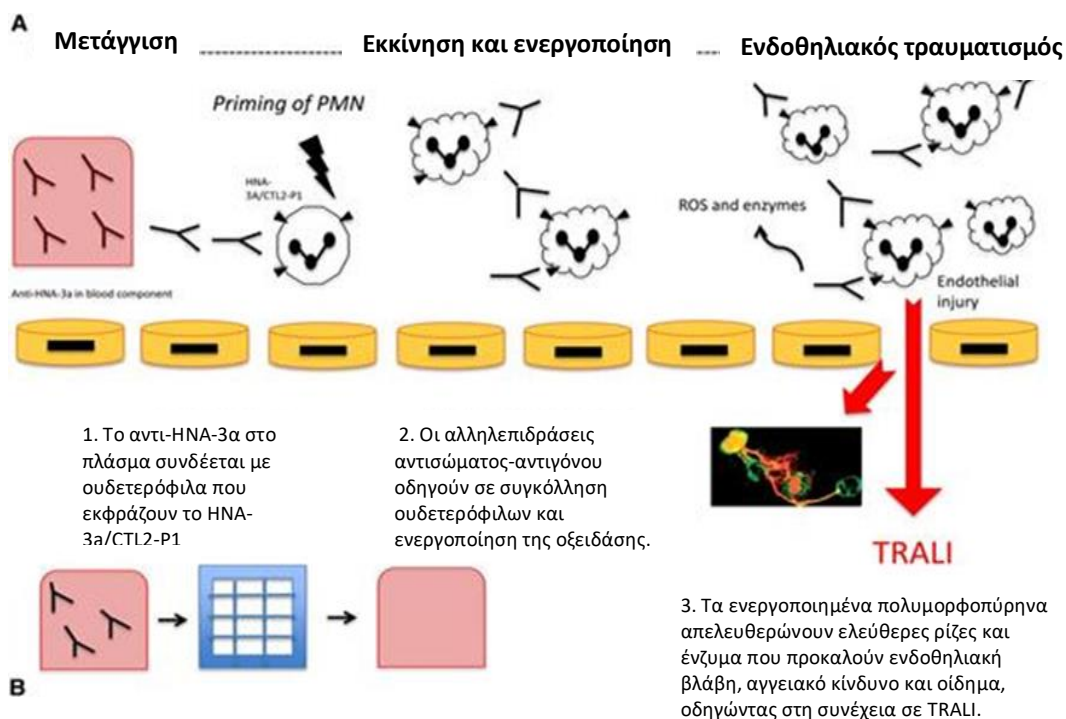 A
Μετάγγιση Εκκίνηση και ενεργοποίηση Ενδοθηλιακός τραυματισμός
Priming of PMN
HNA-
3A/CTL2-P1
ROS and enzymes
Anti-HNA-3a in blood component
Endothelial
injury
1. Το αντι-HNA-3α στο
πλάσμα συνδέεται με
ουδετερόφιλα που
εκφράζουν το HNA-
3a/CTL2-P1
2. Οι αλληλεπιδράσεις
αντισώματος-αντιγόνου
οδηγούν σε συγκόλληση
ουδετερόφιλων και
ενεργοποίηση της οξειδάσης.
TRALI
3. Τα ενεργοποιημένα πολυμορφοπύρηνα
απελευθερώνουν ελεύθερες ρίζες και
ένζυμα που προκαλούν ενδοθηλιακή
βλάβη, αγγειακό κίνδυνο και οίδημα,
οδηγώντας στη συνέχεια σε TRALI.
B